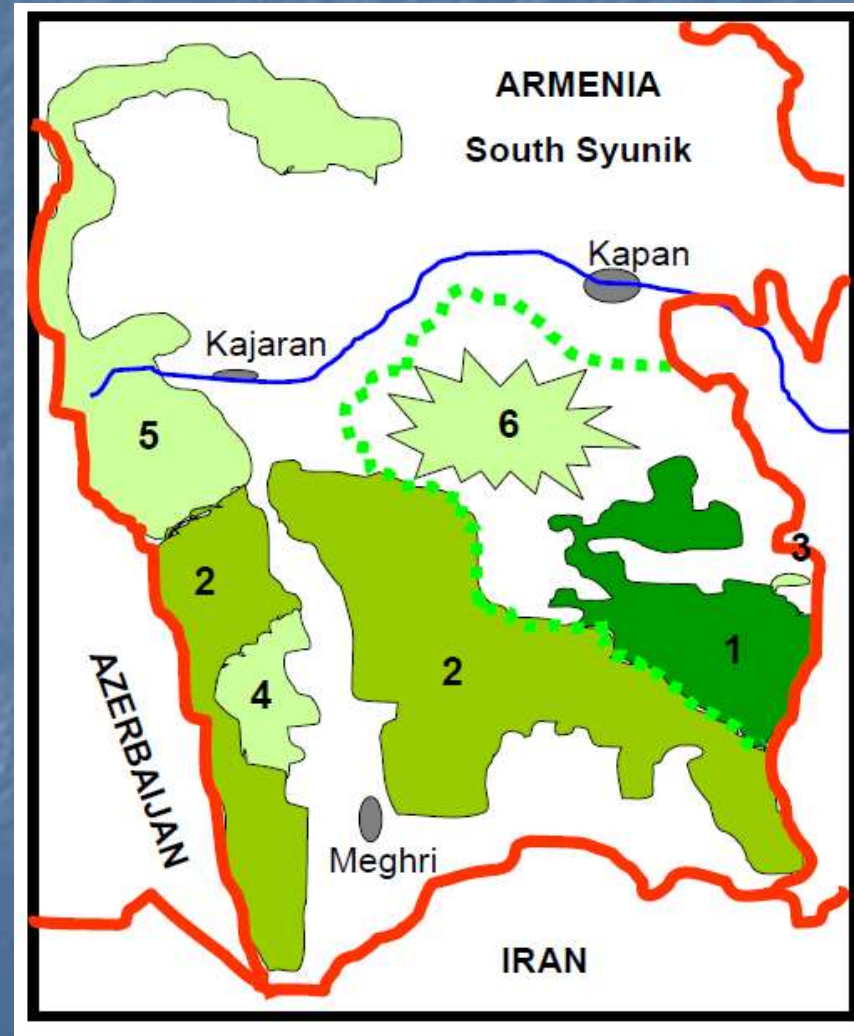 ARMENIA
South Syunik
Kapan
Kajaran
6
5
3
2
1
2
4
AZERBAIJAN
Meghri
IRAN